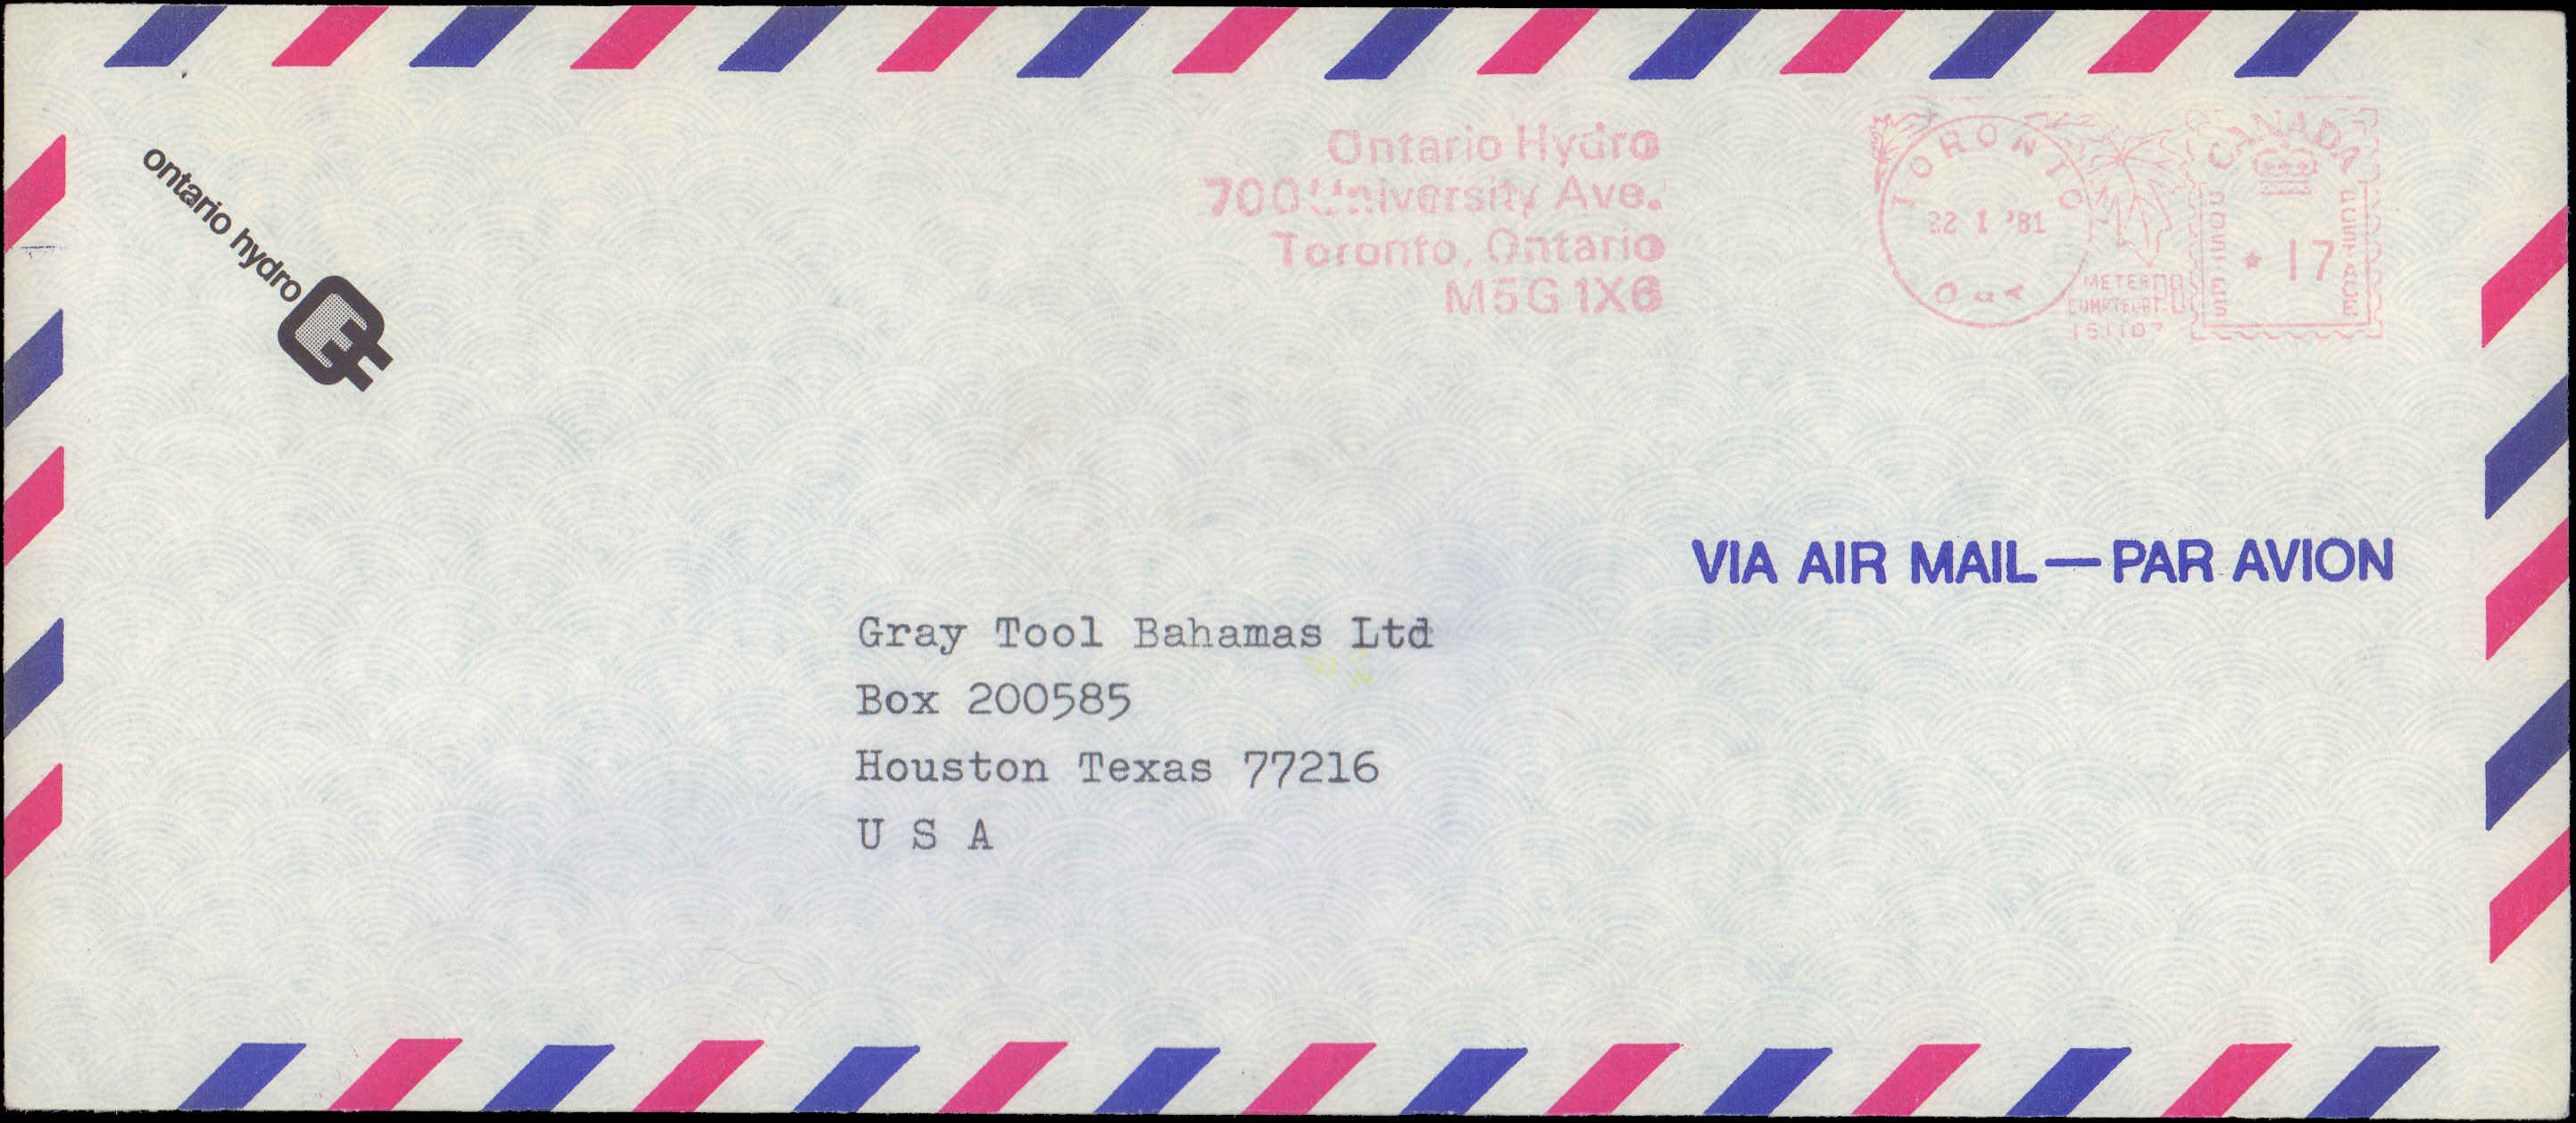 ontario hydro
Ontario Hydro
700 University Ave.
Toronto, Ontario
M5G 1X6
TORONTO
22 I '81
ONT
METER
COMPTEUR
151107
CANADA
POSTES
POSTAGE
* 17
VIA AIR MAIL—PAR AVION
Gray Tool Bahamas Ltd
Box 200585
Houston Texas 77216
U S A